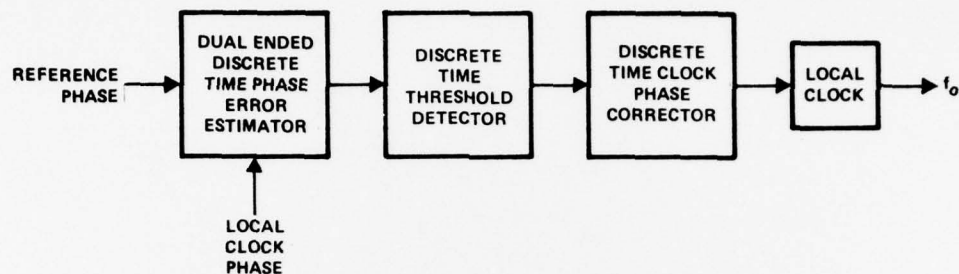 REFERENCE
PHASE
DUAL ENDED
DISCRETE
TIME PHASE
ERROR
ESTIMATOR
DISCRETE
TIME
THRESHOLD
DETECTOR
DISCRETE
TIME CLOCK
PHASE
CORRECTOR
LOCAL
CLOCK
fo
LOCAL
CLOCK
PHASE